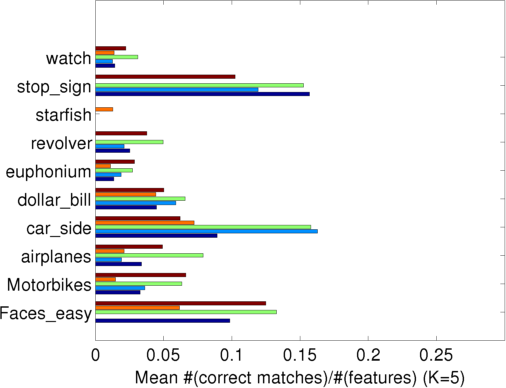 watch
stop_sign
starfish
revolver
euphonium
dollar_bill
car_side
airplanes
Motorbikes
Faces_easy
0 0.05 0.1 0.15 0.2 0.25
Mean #(correct matches)/#(features) (K=5)